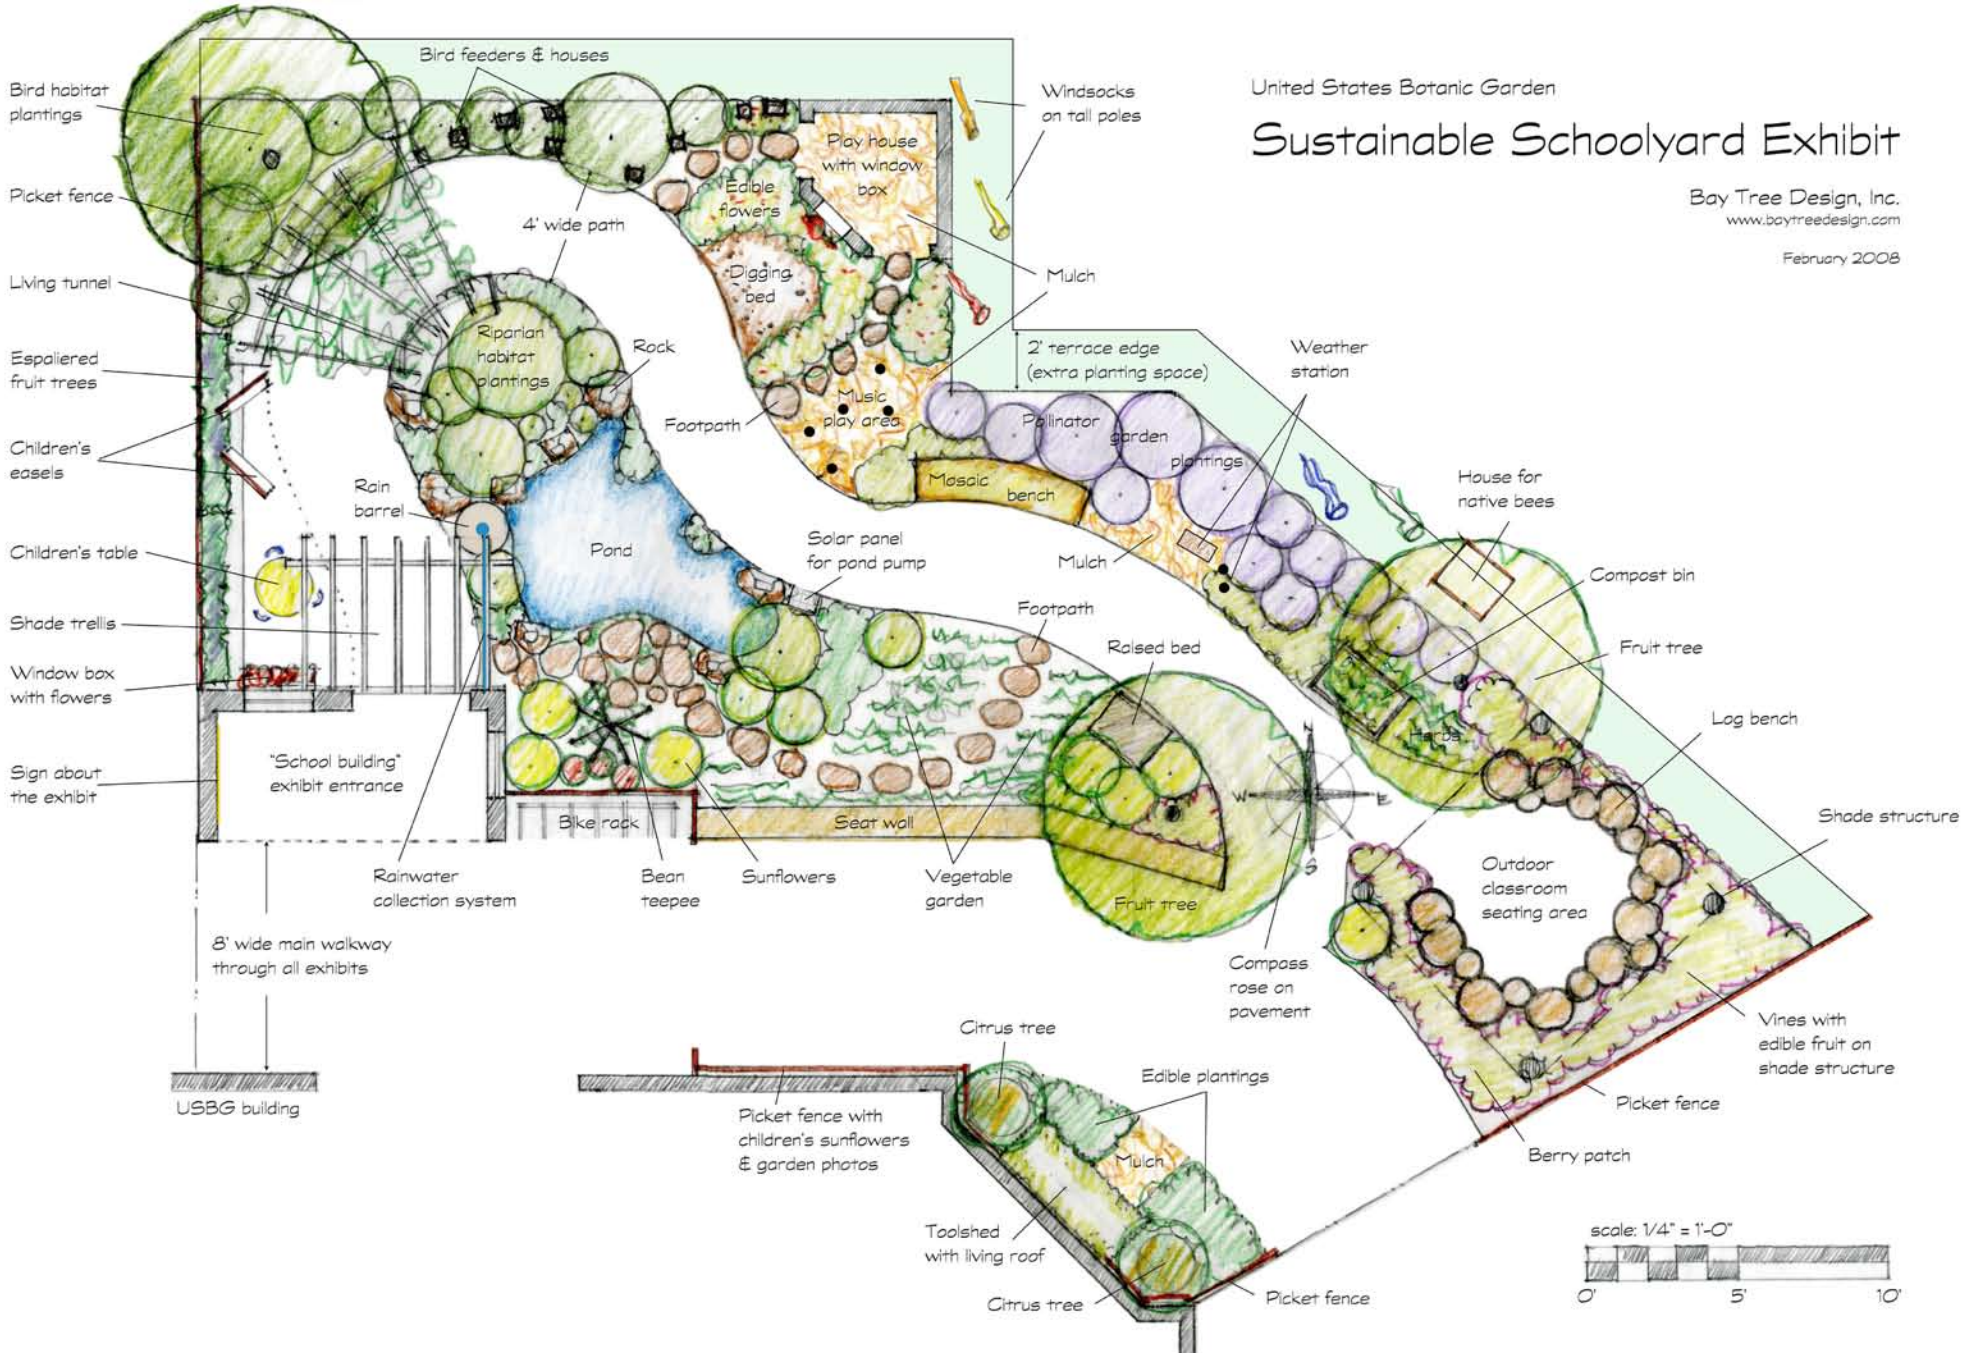 United States Botanic Garden
Sustainable Schoolyard Exhibit
Bay Tree Design, Inc.
www.baytreedesign.com
February 2008
Bird habitat
plantings
Picket fence
Living tunnel
Espaliered
fruit trees
Children's
easels
Children's table
Shade trellis
Window box
with flowers
Sign about
the exhibit
Bird feeders & houses
4' wide path
Edible
flowers
Play house
with window
box
Windsocks
on tall poles
Digging
bed
Mulch
Riparian
habitat
plantings
Rock
Footpath
Music
play area
2' terrace edge
(extra planting space)
Weather
station
Pollinator
garden
plantings
Mosaic
bench
Rain
barrel
Pond
Solar panel
for pond pump
Mulch
House for
native bees
Compost bin
Fruit tree
Footpath
Raised bed
Herbs
Log bench
"School building"
exhibit entrance
Bike rack
Seat wall
Shade structure
Rainwater
collection system
Bean
teepee
Sunflowers
Vegetable
garden
Fruit tree
N
W
E
S
Outdoor
classroom
seating area
8' wide main walkway
through all exhibits
Compass
rose on
pavement
Vines with
edible fruit on
shade structure
USBG building
Citrus tree
Picket fence with
children's sunflowers
& garden photos
Edible plantings
Mulch
Picket fence
Berry patch
Toolshed
with living roof
Citrus tree
Picket fence
scale: 1/4" = 1'-0"
0'
5'
10'